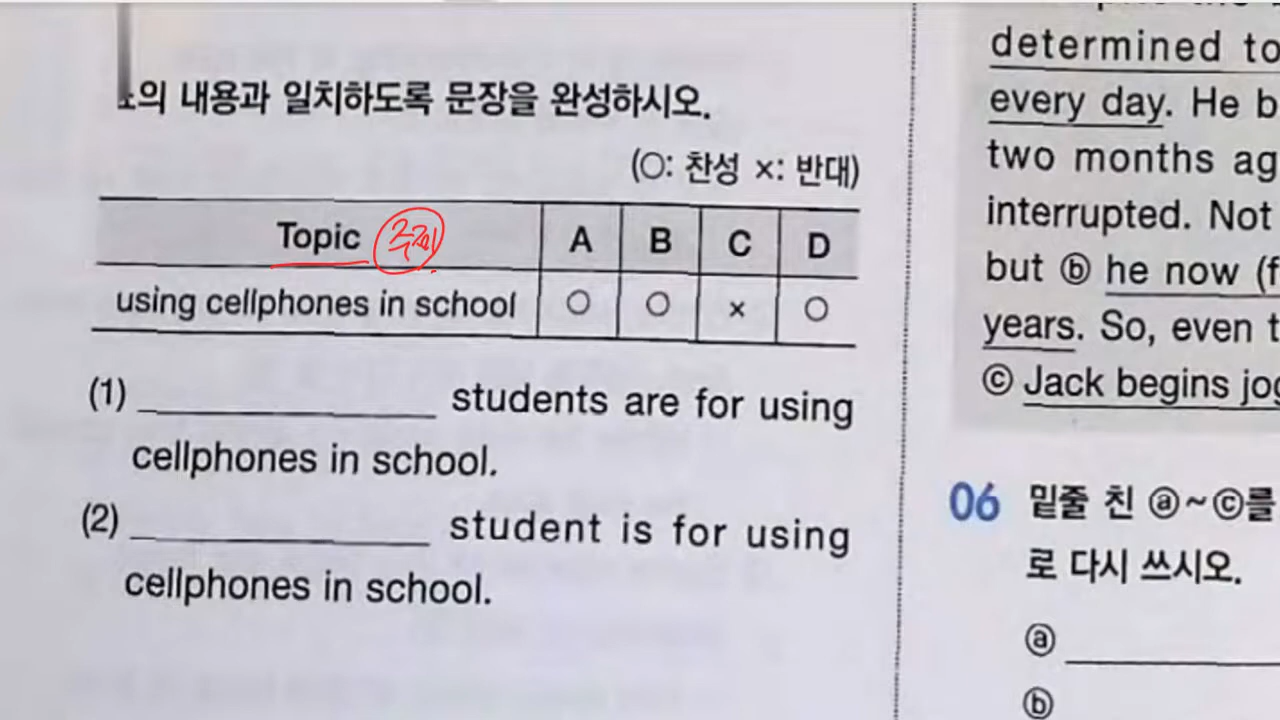 의 내용과 일치하도록 문장을 완성하시오.
(○: 찬성 ×: 반대)
Topic 주제 A B C D
using cellphones in school ○ ○ × ○
(1) ____________ students are for using
cellphones in school.
(2) ____________ student is for using
cellphones in school.
determined to
every day. He b
two months ag
interrupted. Not
but ⓑ he now (f
years. So, even t
ⓒ Jack begins jog
06 밑줄 친 ⓐ~ⓒ를
로 다시 쓰시오.
ⓐ
ⓑ